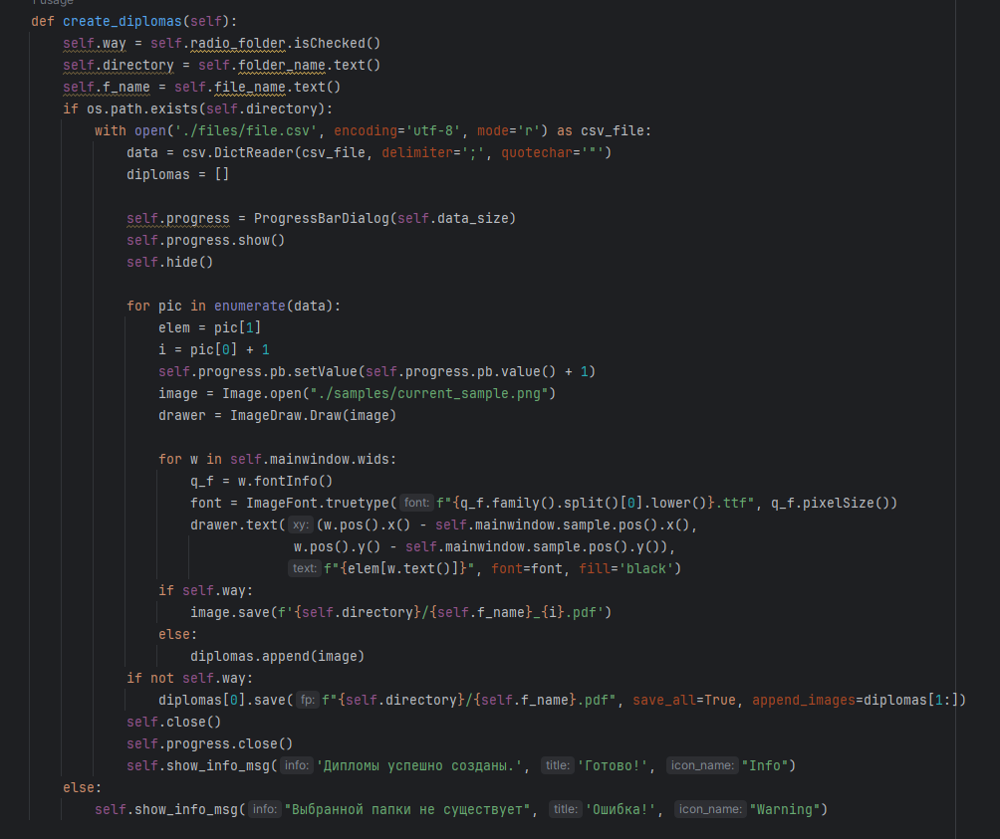 1 usage
def create_diplomas(self):
    self.way = self.radio_folder.isChecked()
    self.directory = self.folder_name.text()
    self.f_name = self.file_name.text()
    if os.path.exists(self.directory):
        with open('./files/file.csv', encoding='utf-8', mode='r') as csv_file:
            data = csv.DictReader(csv_file, delimiter=';', quotechar='"')
            diplomas = []

            self.progress = ProgressBarDialog(self.data_size)
            self.progress.show()
            self.hide()

            for pic in enumerate(data):
                elem = pic[1]
                i = pic[0] + 1
                self.progress.pb.setValue(self.progress.pb.value() + 1)
                image = Image.open("./samples/current_sample.png")
                drawer = ImageDraw.Draw(image)

                for w in self.mainwindow.wids:
                    q_f = w.fontInfo()
                    font = ImageFont.truetype( font: f"{q_f.family().split()[0].lower()}.ttf", q_f.pixelSize())
                    drawer.text( xy: (w.pos().x() - self.mainwindow.sample.pos().x(),
                                 w.pos().y() - self.mainwindow.sample.pos().y()),
                                 text: f"{elem[w.text()]}", font=font, fill='black')
                if self.way:
                    image.save(f'{self.directory}/{self.f_name}_{i}.pdf')
                else:
                    diplomas.append(image)
            if not self.way:
                diplomas[0].save( fp: f"{self.directory}/{self.f_name}.pdf", save_all=True, append_images=diplomas[1:])
            self.close()
            self.progress.close()
            self.show_info_msg( info: 'Дипломы успешно созданы.', title: 'Готово!', icon_name: "Info")
    else:
        self.show_info_msg( info: "Выбранной папки не существует", title: 'Ошибка!', icon_name: "Warning")